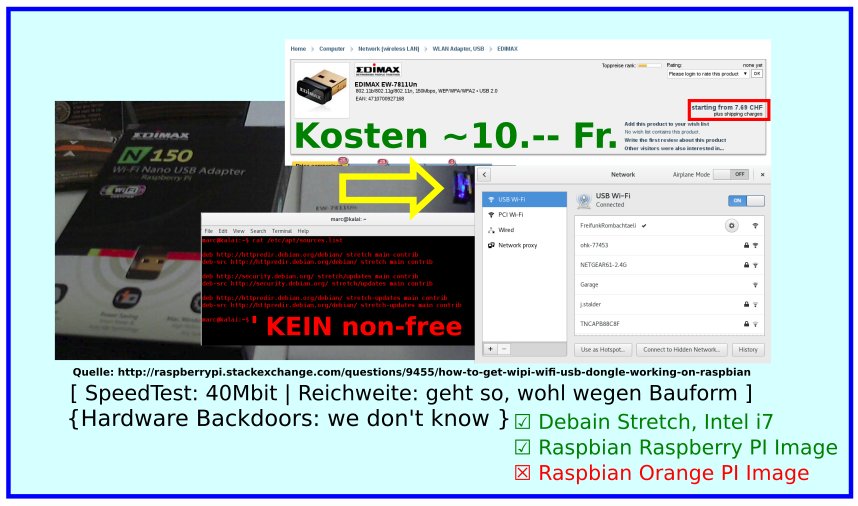 Home > Computer > Network (wireless LAN) > WLAN Adapter, USB > EDIMAX
EDIMAX
Toppreise rank:
Rating:
none yet
Please login to rate this product
OK
EDIMAX EW-7811Un
802.11b/802.11g/802.11n, 150Mbps, WEP/WPA/WPA2 • USB 2.0
EAN: 4710700927168
starting from 7.69 CHF
plus shipping charges
Kosten ~10.-- Fr.
Add this product to your wish list
No wish list contains this product.
Write the first review about this product
Other visitors were also interested in...
EDIMAX
N 150
Wi-Fi Nano USB Adapter
Raspberry Pi
EW-7811Un
marc@kalai: ~
File Edit View Search Terminal Help
marc@kalai:~$ cat /etc/apt/sources.list
deb http://httpredir.debian.org/debian/ stretch main contrib
deb-src http://httpredir.debian.org/debian/ stretch main contrib
deb http://security.debian.org/ stretch/updates main contrib
deb-src http://security.debian.org/ stretch/updates main contrib
deb http://httpredir.debian.org/debian/ stretch-updates main contrib
deb-src http://httpredir.debian.org/debian/ stretch-updates main contrib
marc@kalai:~$
KEIN non-free
Network
Airplane Mode
OFF
USB Wi-Fi
PCI Wi-Fi
Wired
Network proxy
USB Wi-Fi
Connected
ON
FreifunkRombachtaeli
ohk-77453
NETGEAR61-2.4G
Garage
j.stalder
TNCAPB88C8F
Use as Hotspot...
Connect to Hidden Network...
History
Quelle: http://raspberrypi.stackexchange.com/questions/9455/how-to-get-wipi-wifi-usb-dongle-working-on-raspbian
[ SpeedTest: 40Mbit | Reichweite: geht so, wohl wegen Bauform ]
{Hardware Backdoors: we don't know }
☑ Debain Stretch, Intel i7
☑ Raspbian Raspberry PI Image
☒ Raspbian Orange PI Image